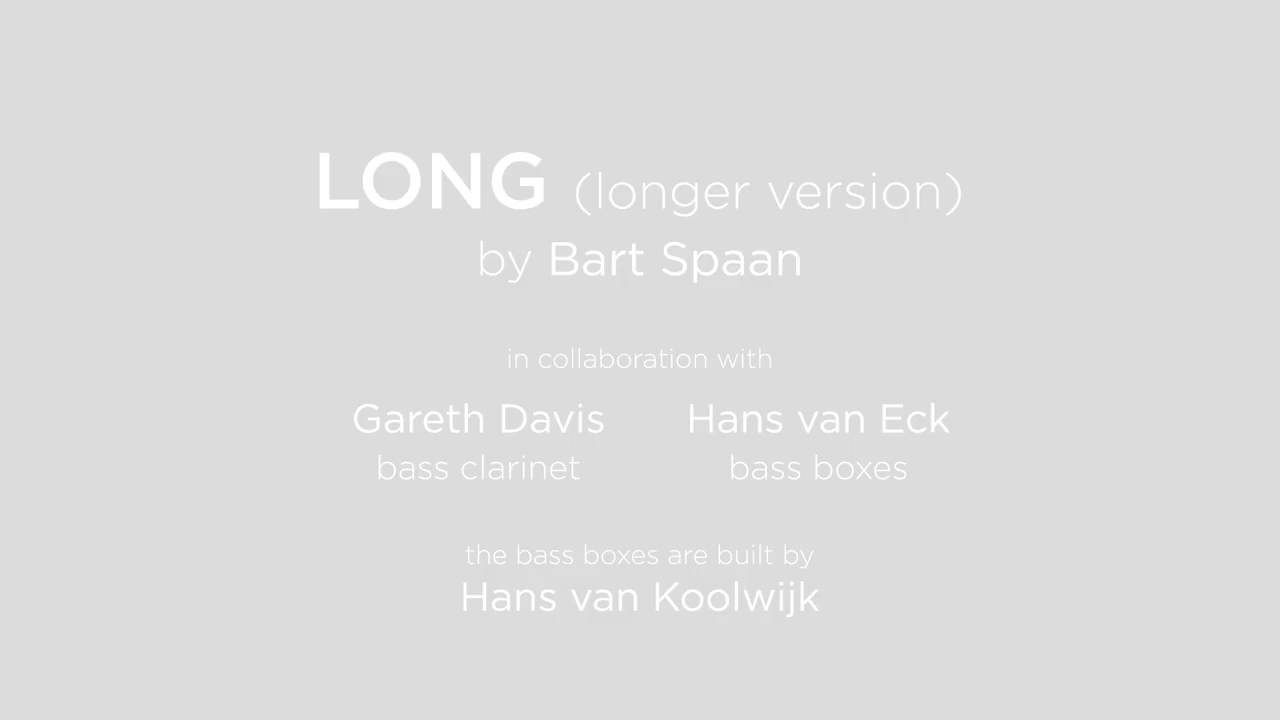 LONG (longer version)
by Bart Spaan
in collaboration with
Gareth Davis Hans van Eck
bass clarinet bass boxes
the bass boxes are built by
Hans van Koolwijk